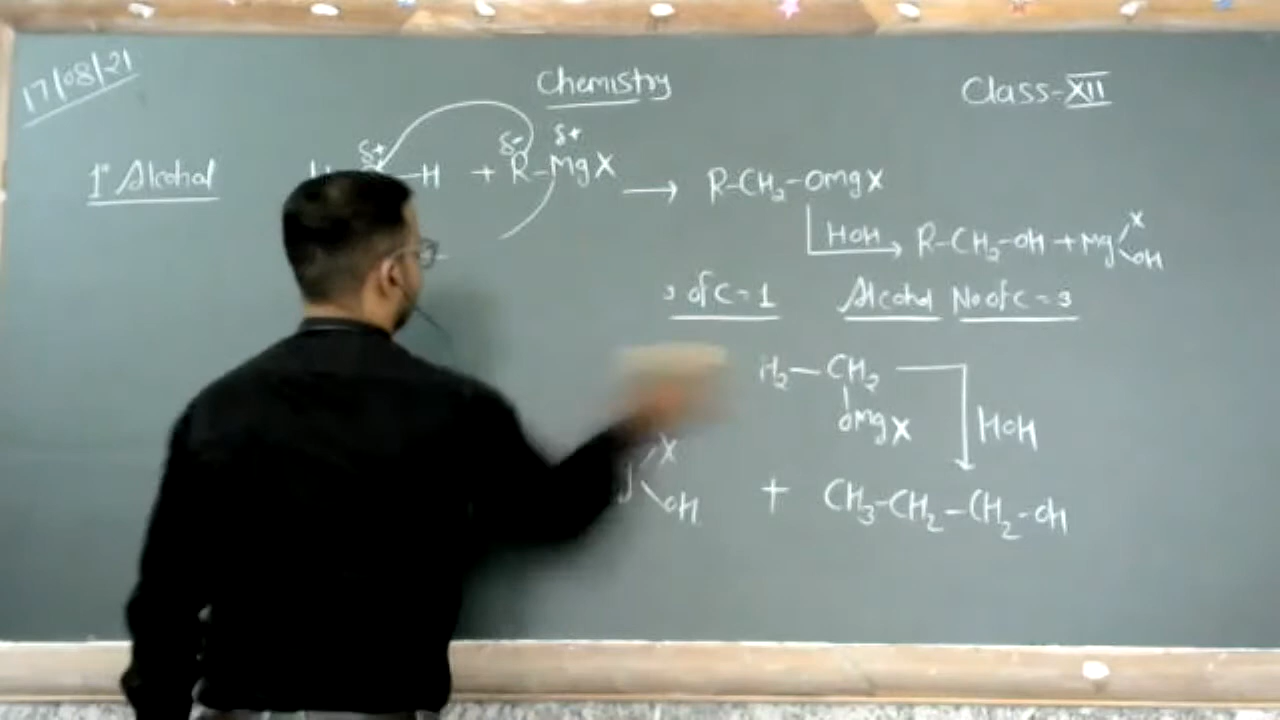 17/08/21
Chemistry
Class-XII
1° Alcohol
δ+ δ- δ+
-H + R-MgX → R-CH₂-OmgX
HOH → R-CH₂-OH + Mg X OH
of C = 1 Alcohol No of C = 3
H₂-CH₂
OmgX HOH
X OH + CH₃-CH₂-CH₂-OH